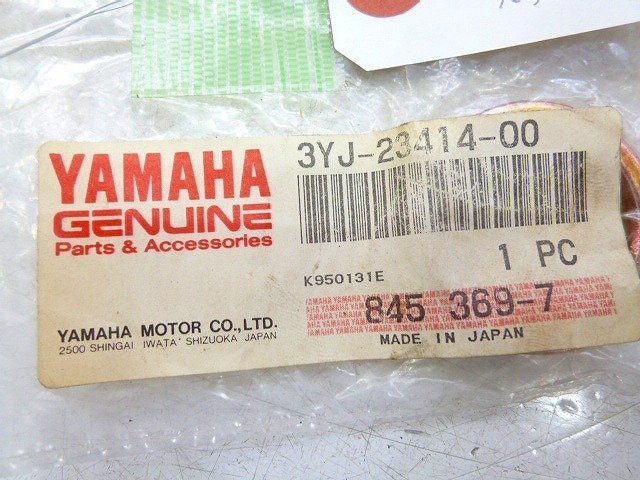 YAMAHA
GENUINE
Parts & Accessories
YAMAHA MOTOR CO., LTD.
2500 SHINGAI IWATA SHIZUOKA JAPAN
3YJ-23414-00
1 PC
K950131E
845 369-7
MADE IN JAPAN